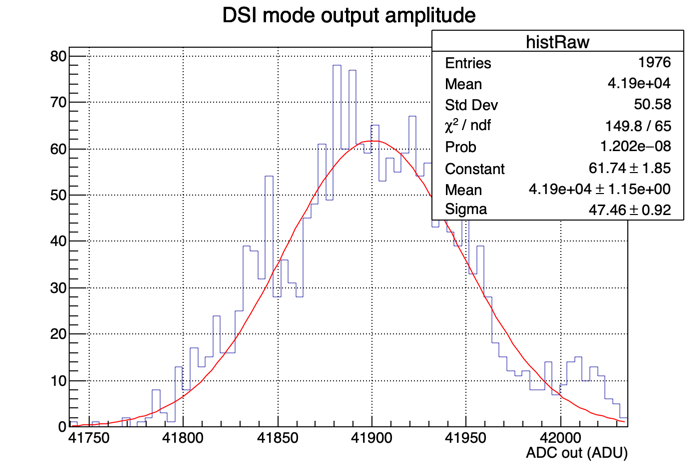 DSI mode output amplitude
histRaw
Entries 1976
Mean 4.19e+04
Std Dev 50.58
χ² / ndf 149.8 / 65
Prob 1.202e−08
Constant 61.74 ± 1.85
Mean 4.19e+04 ± 1.15e+00
Sigma 47.46 ± 0.92
80
70
60
50
40
30
20
10
0
41750 41800 41850 41900 41950 42000
ADC out (ADU)